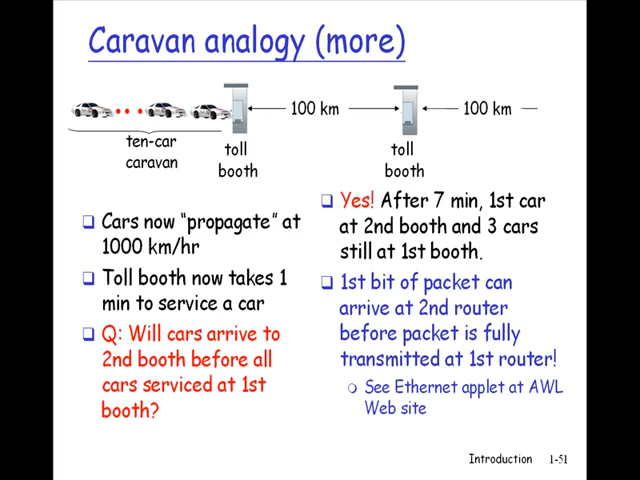 Caravan analogy (more)
100 km
100 km
ten-car
caravan
toll
booth
toll
booth
Cars now “propagate” at
1000 km/hr
Toll booth now takes 1
min to service a car
Q: Will cars arrive to
2nd booth before all
cars serviced at 1st
booth?
Yes! After 7 min, 1st car
at 2nd booth and 3 cars
still at 1st booth.
1st bit of packet can
arrive at 2nd router
before packet is fully
transmitted at 1st router!
See Ethernet applet at AWL
Web site
Introduction 1-51